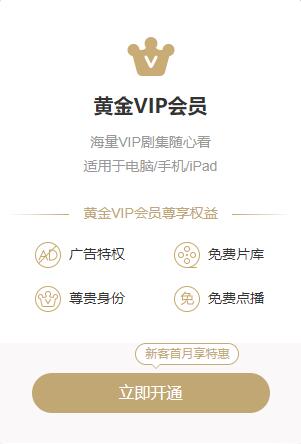 黄金VIP会员
海量VIP剧集随心看
适用于电脑/手机/iPad
黄金VIP会员尊享权益
AD 广告特权
免费片库
尊贵身份
免 免费点播
新客首月享特惠
立即开通